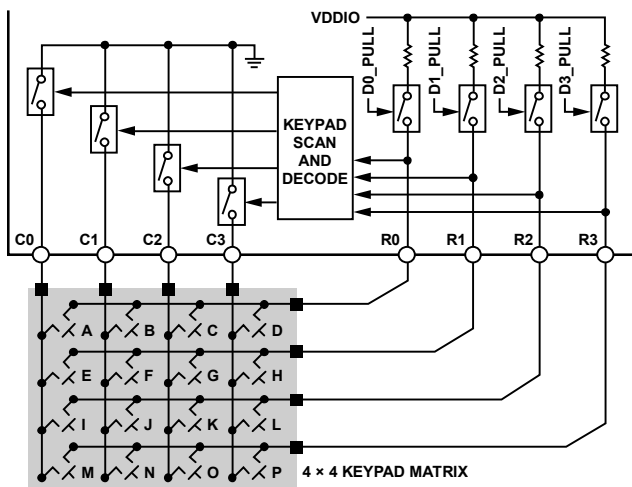 VDDIO
D0_PULL
D1_PULL
D2_PULL
D3_PULL
KEYPAD
SCAN
AND
DECODE
C0 C1 C2 C3 R0 R1 R2 R3
A B C D
E F G H
I J K L
M N O P
4 × 4 KEYPAD MATRIX